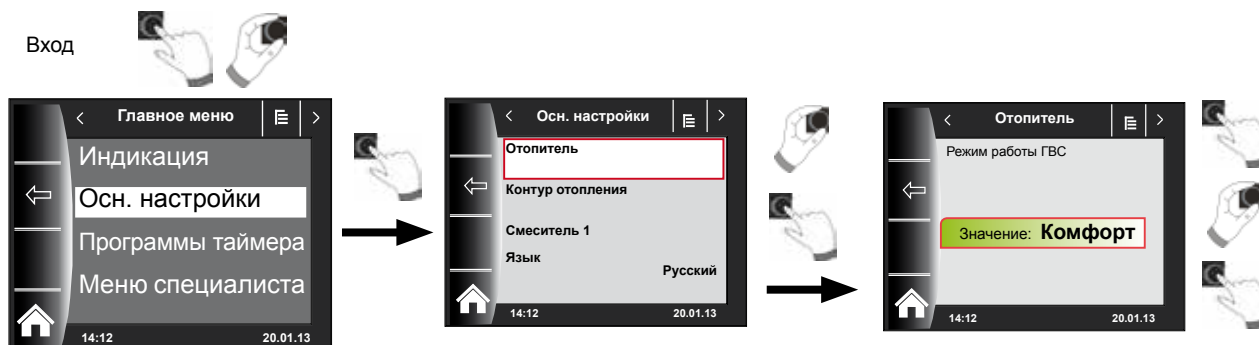 Вход
Главное меню
Индикация
Осн. настройки
Программы таймера
Меню специалиста
14:12 20.01.13
Осн. настройки
Отопитель
Контур отопления
Смеситель 1
Язык
Русский
14:12 20.01.13
Отопитель
Режим работы ГВС
Значение: Комфорт
14:12 20.01.13